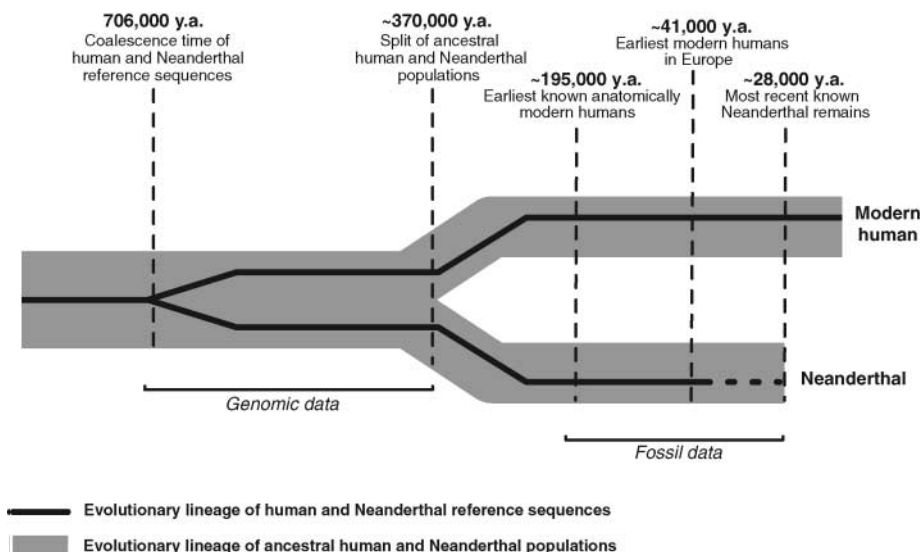 706,000 y.a.
Coalescence time of
human and Neanderthal
reference sequences
~370,000 y.a.
Split of ancestral
human and Neanderthal
populations
~41,000 y.a.
Earliest modern humans
in Europe
~195,000 y.a.
Earliest known anatomically
modern humans
~28,000 y.a.
Most recent known
Neanderthal remains
Modern
human
Neanderthal
Genomic data
Fossil data
Evolutionary lineage of human and Neanderthal reference sequences
Evolutionary lineage of ancestral human and Neanderthal populations